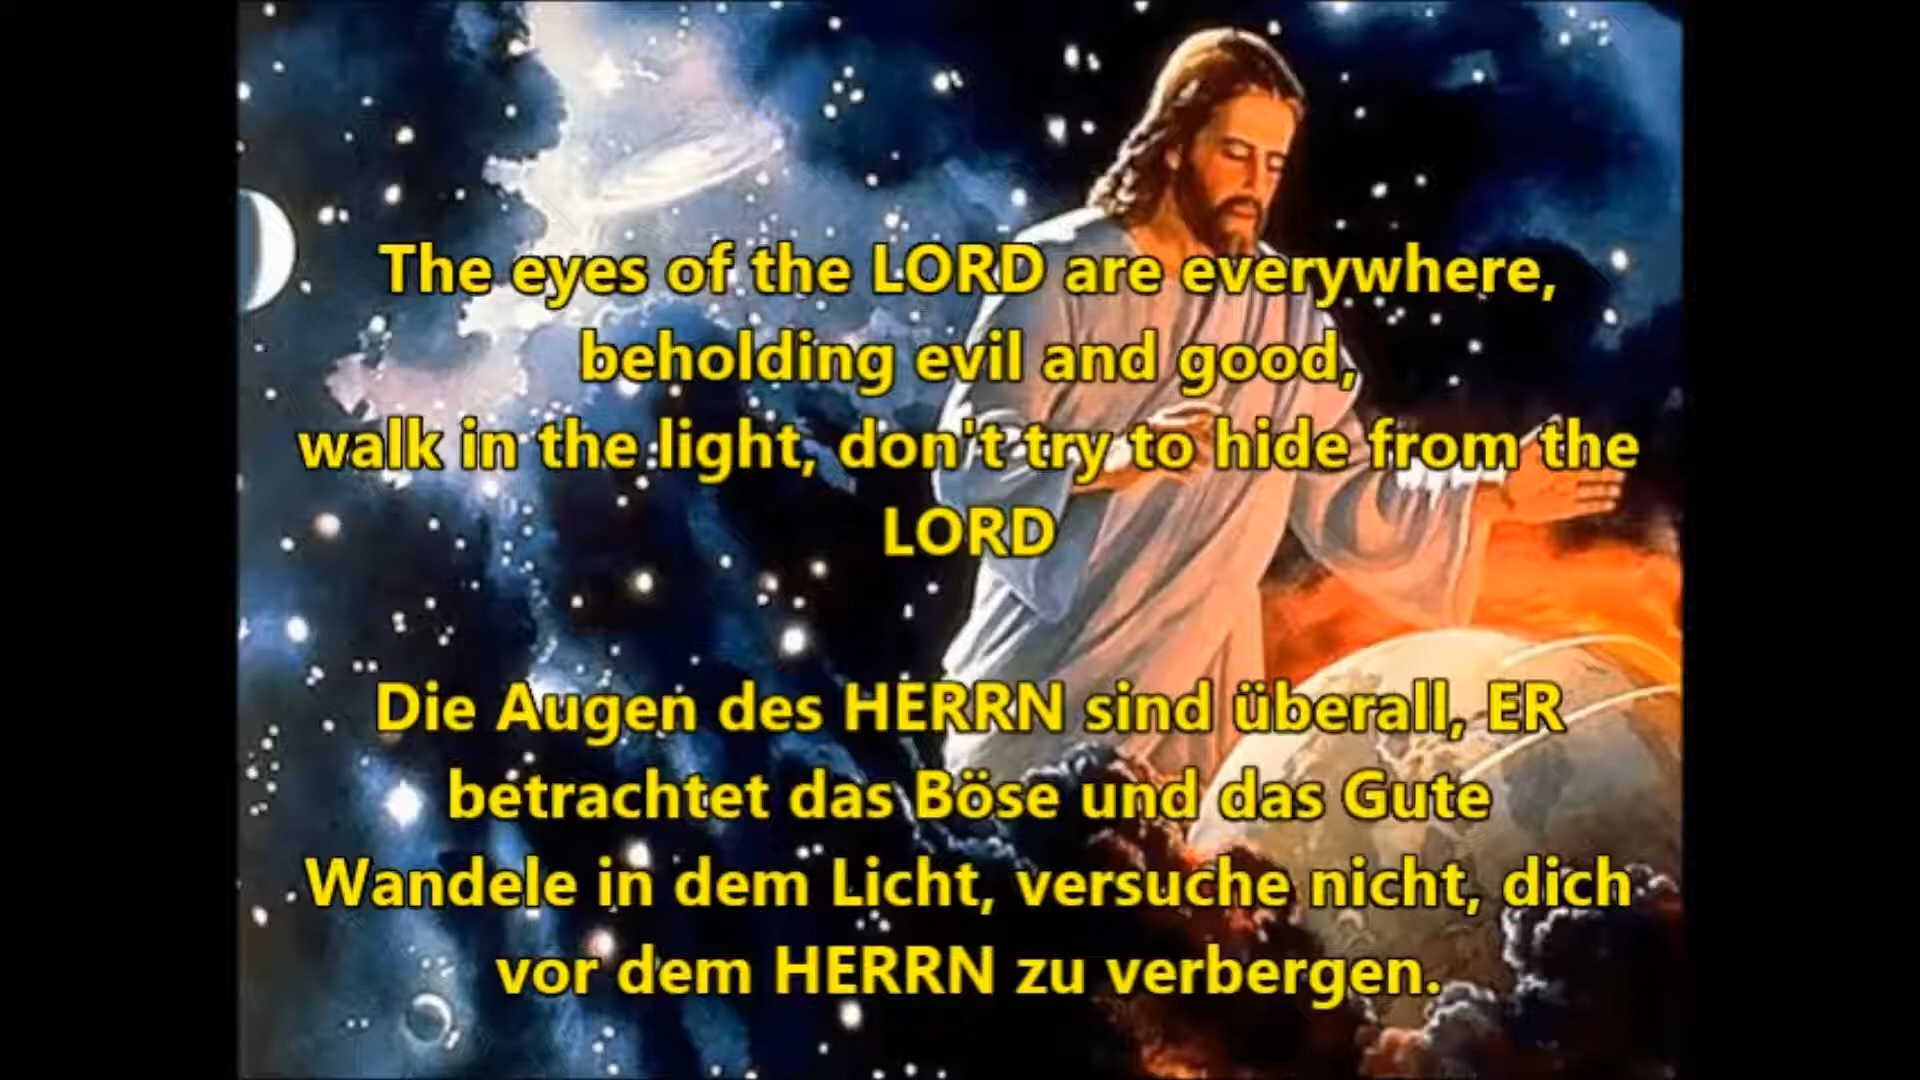 The eyes of the LORD are everywhere,
beholding evil and good,
walk in the light, don't try to hide from the
LORD
Die Augen des HERRN sind überall, ER
betrachtet das Böse und das Gute
Wandele in dem Licht, versuche nicht, dich
vor dem HERRN zu verbergen.